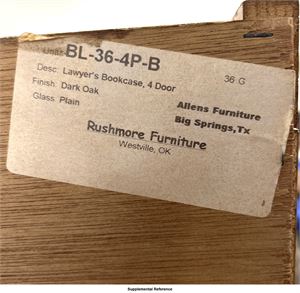 Unit: BL-36-4P-B
Desc: Lawyer's Bookcase, 4 Door 36 G
Finish: Dark Oak
Glass Plain
Allens Furniture
Big Springs,Tx
Rushmore Furniture
Westville, OK
Supplemental Reference